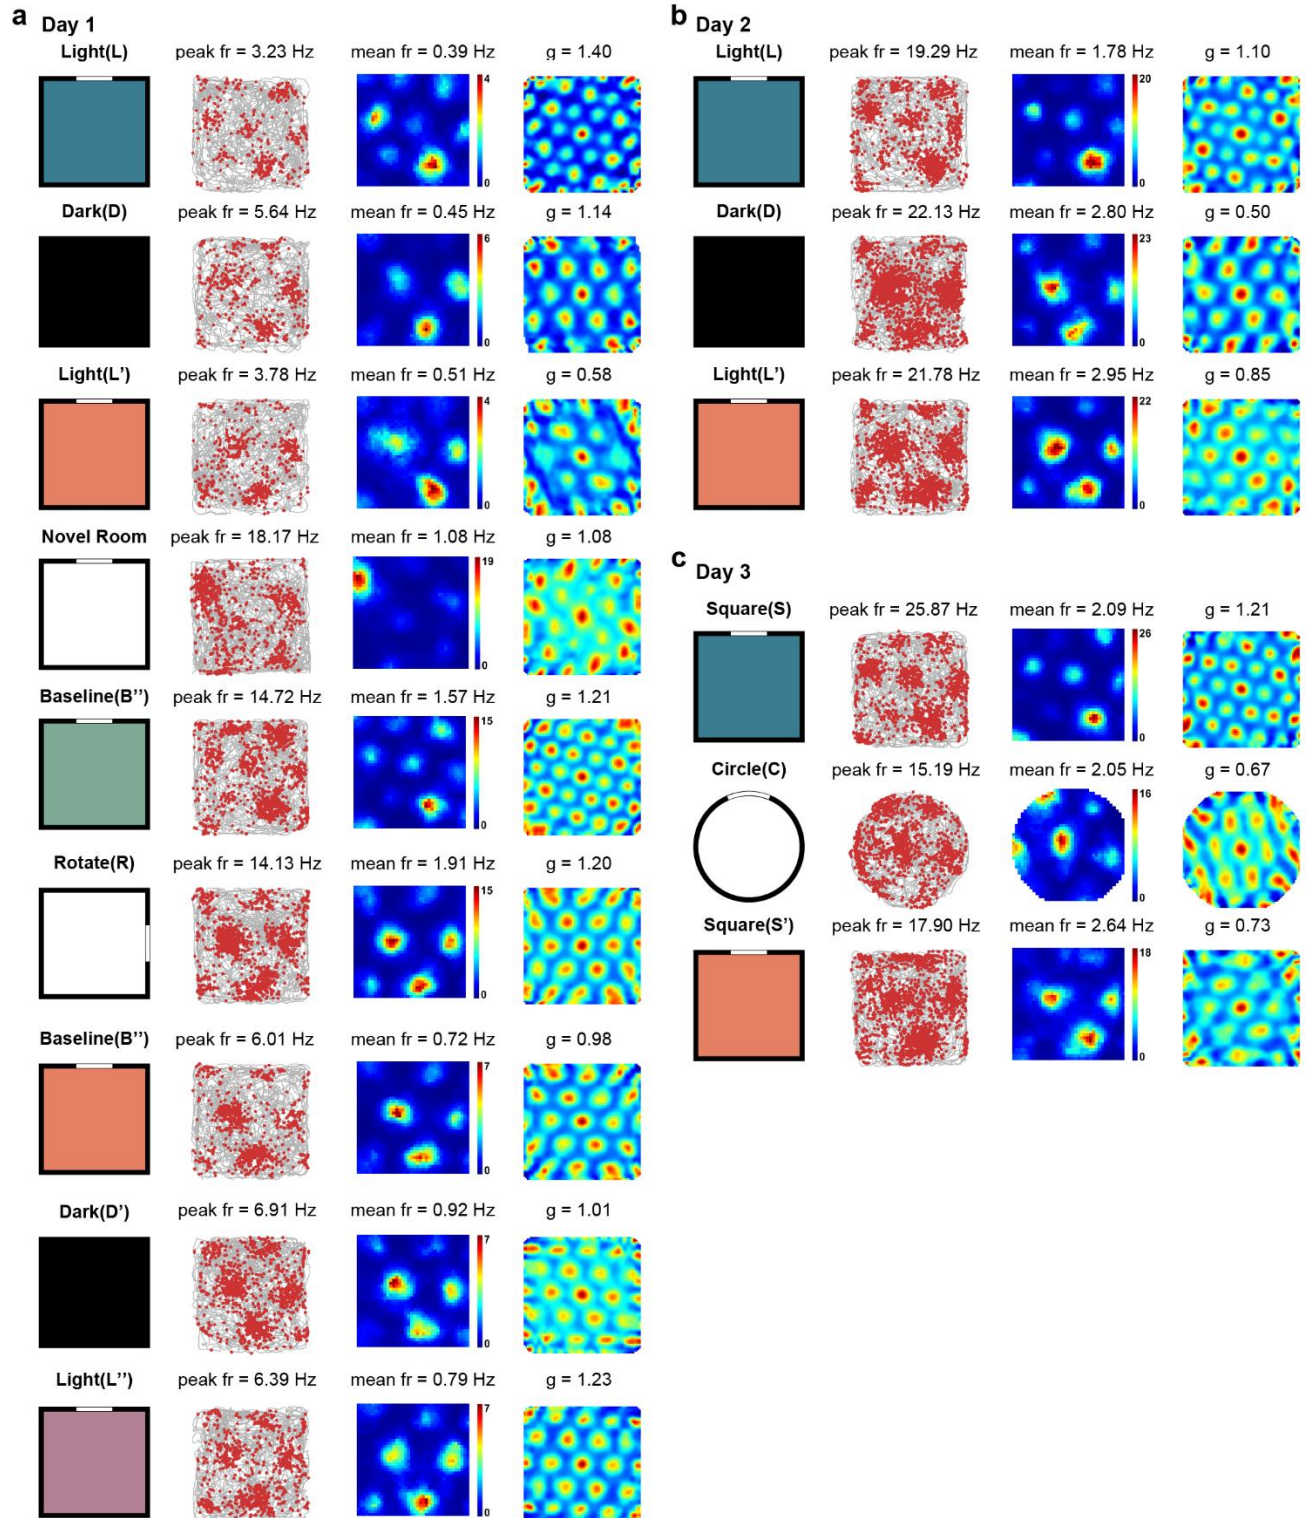 a Day 1
Light(L) peak fr = 3.23 Hz mean fr = 0.39 Hz g = 1.40
4
0
Dark(D) peak fr = 5.64 Hz mean fr = 0.45 Hz g = 1.14
6
0
Light(L’) peak fr = 3.78 Hz mean fr = 0.51 Hz g = 0.58
4
0
Novel Room peak fr = 18.17 Hz mean fr = 1.08 Hz g = 1.08
19
0
Baseline(B’’) peak fr = 14.72 Hz mean fr = 1.57 Hz g = 1.21
15
0
Rotate(R) peak fr = 14.13 Hz mean fr = 1.91 Hz g = 1.20
15
0
Baseline(B’’) peak fr = 6.01 Hz mean fr = 0.72 Hz g = 0.98
7
0
Dark(D’) peak fr = 6.91 Hz mean fr = 0.92 Hz g = 1.01
7
0
Light(L’’) peak fr = 6.39 Hz mean fr = 0.79 Hz g = 1.23
7
0
b Day 2
Light(L) peak fr = 19.29 Hz mean fr = 1.78 Hz g = 1.10
20
0
Dark(D) peak fr = 22.13 Hz mean fr = 2.80 Hz g = 0.50
23
0
Light(L’) peak fr = 21.78 Hz mean fr = 2.95 Hz g = 0.85
22
0
c Day 3
Square(S) peak fr = 25.87 Hz mean fr = 2.09 Hz g = 1.21
26
0
Circle(C) peak fr = 15.19 Hz mean fr = 2.05 Hz g = 0.67
16
0
Square(S’) peak fr = 17.90 Hz mean fr = 2.64 Hz g = 0.73
18
0